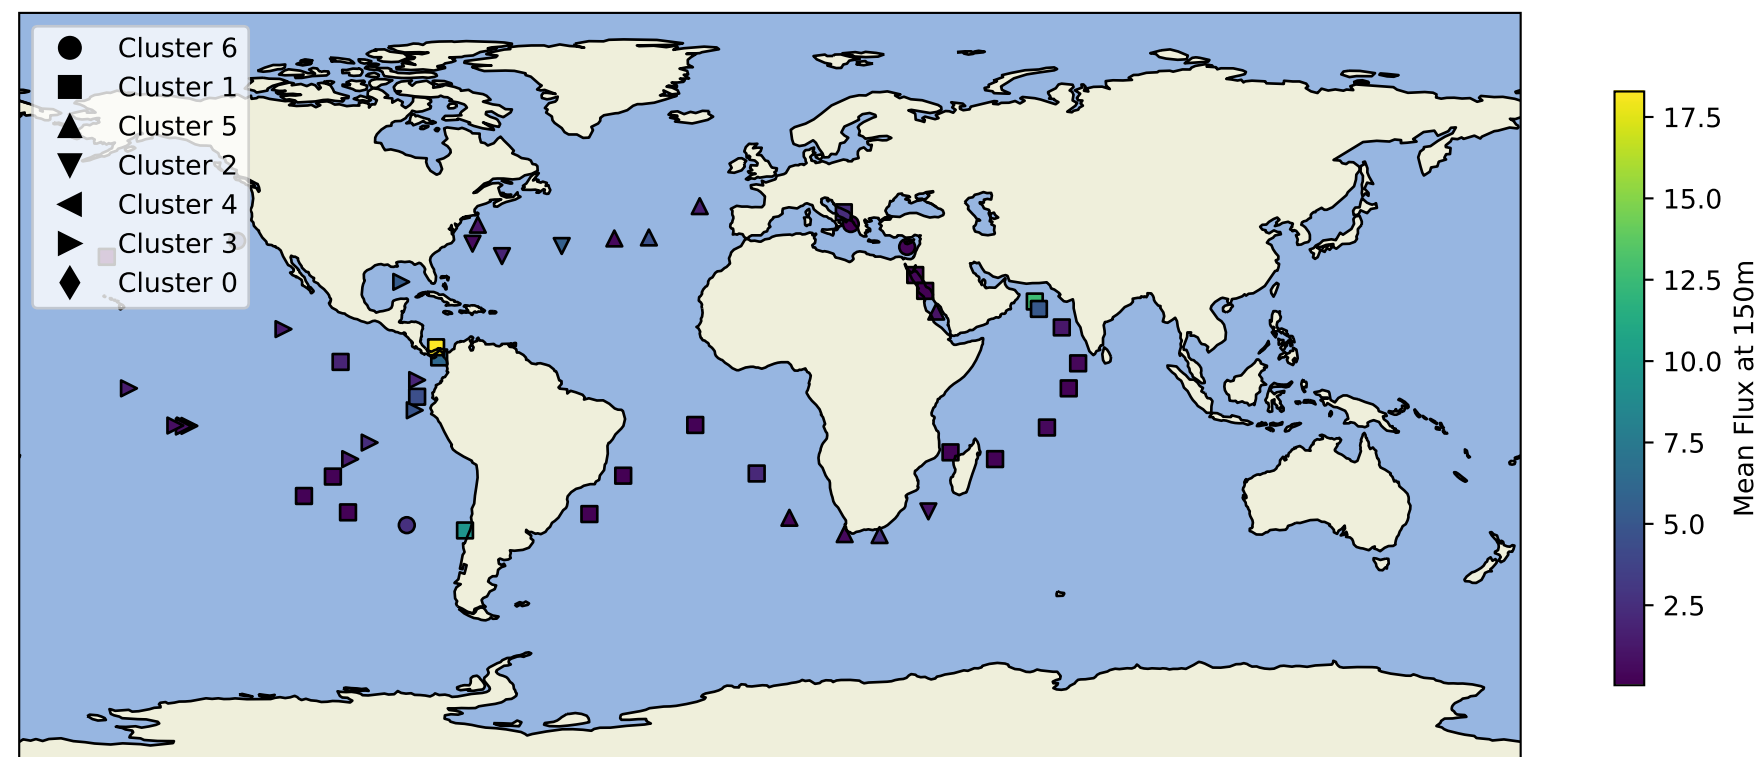 Cluster 6
Cluster 1
Cluster 5
Cluster 2
Cluster 4
Cluster 3
Cluster 0
17.5
15.0
12.5
10.0
7.5
5.0
2.5
Mean Flux at 150m